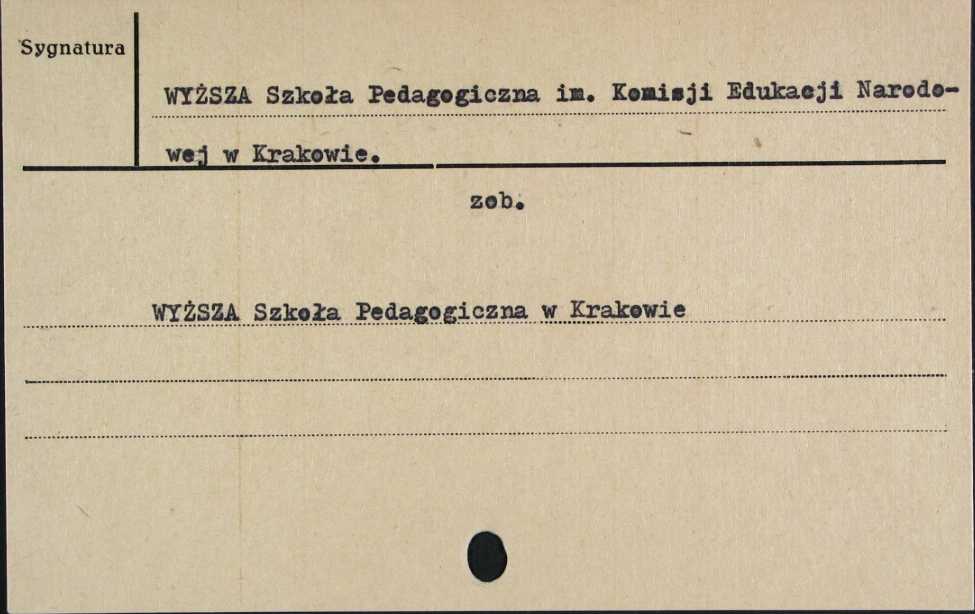 Sygnatura
WYŻSZA Szkoła Pedagogiczna im. Komisji Edukacji Narodo-
wej w Krakowie.
zob.
WYŻSZA Szkoła Pedagogiczna w Krakowie